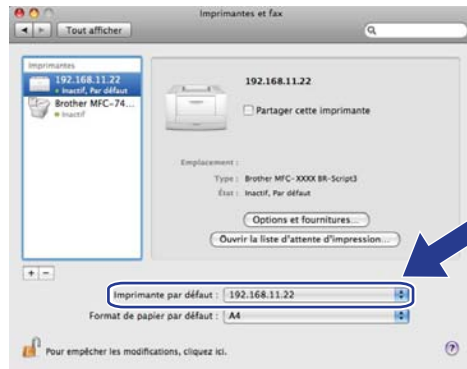 Imprimantes et fax
Tout afficher
Imprimantes
192.168.11.22
Inactif, Par défaut
Brother MFC-74...
Inactif
192.168.11.22
Partager cette imprimante
Emplacement :
Type : Brother MFC-XXXX BR-Script3
État : Inactif, Par défaut
Options et fournitures...
Ouvrir la liste d'attente d'impression...
+ -
Imprimante par défaut : 192.168.11.22
Format de papier par défaut : A4
Pour empêcher les modifications, cliquez ici.
?